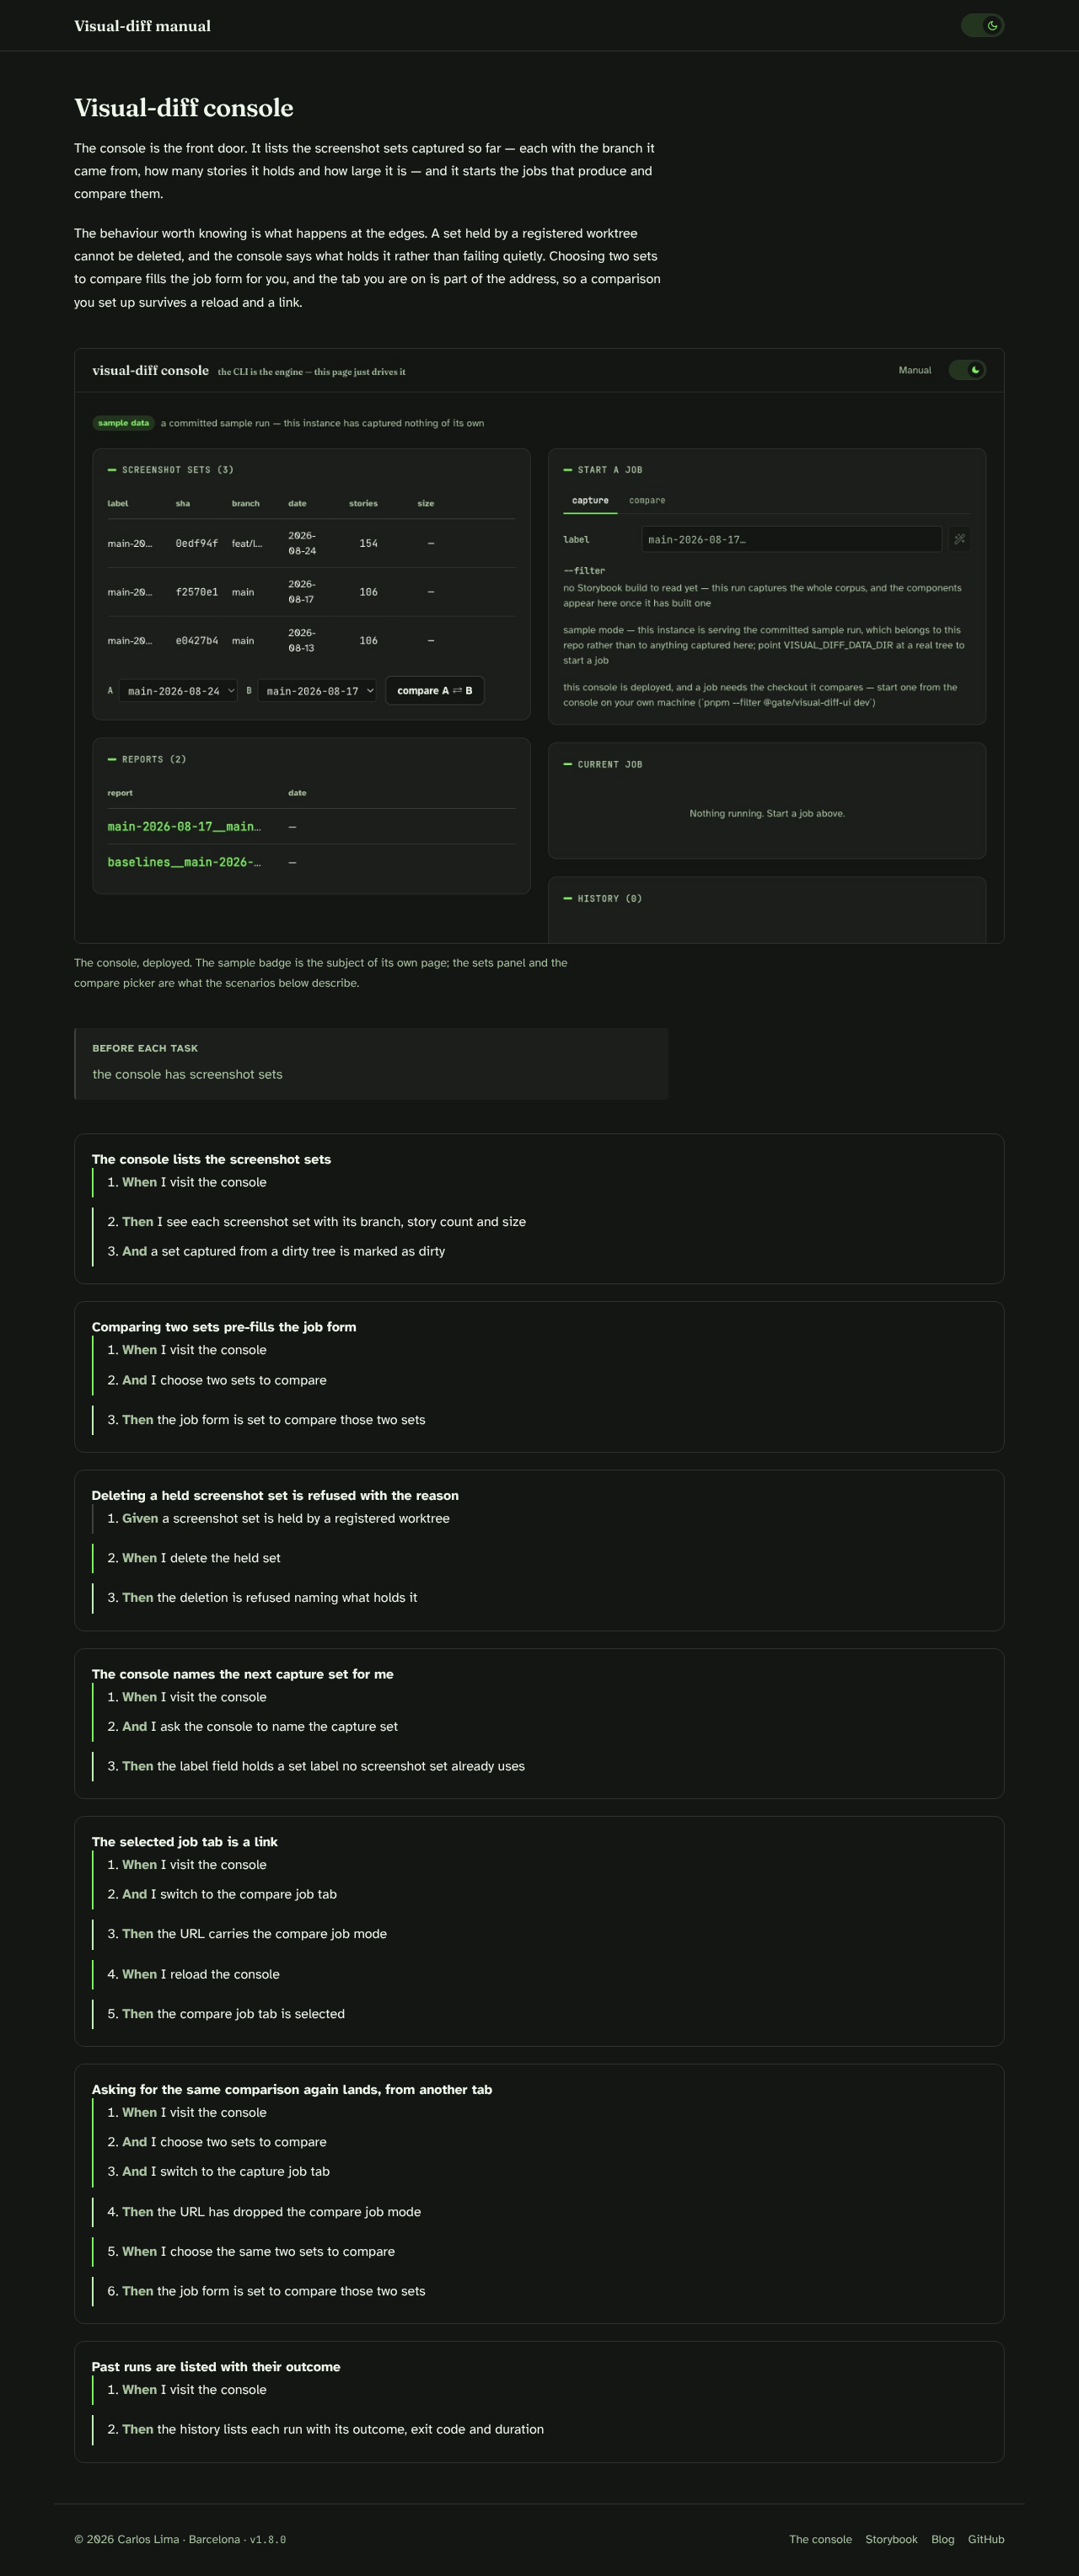 Visual-diff manual
Visual-diff console
The console is the front door. It lists the screenshot sets captured so far — each with the branch it
came from, how many stories it holds and how large it is — and it starts the jobs that produce and
compare them.
The behaviour worth knowing is what happens at the edges. A set held by a registered worktree
cannot be deleted, and the console says what holds it rather than failing quietly. Choosing two sets
to compare fills the job form for you, and the tab you are on is part of the address, so a comparison
you set up survives a reload and a link.
visual-diff console the CLI is the engine — this page just drives it
Manual
sample data a committed sample run — this instance has captured nothing of its own
SCREENSHOT SETS (3)
label sha branch date stories size
main-20… 0edf94f feat/l… 2026-08-24 154 —
main-20… f2570e1 main 2026-08-17 106 —
main-20… e0427b4 main 2026-08-13 106 —
A main-2026-08-24 B main-2026-08-17 compare A ⇌ B
REPORTS (2)
report date
main-2026-08-17__main… —
baselines__main-2026-… —
START A JOB
capture compare
label main-2026-08-17…
--filter
no Storybook build to read yet — this run captures the whole corpus, and the components
appear here once it has built one
sample mode — this instance is serving the committed sample run, which belongs to this
repo rather than to anything captured here; point VISUAL_DIFF_DATA_DIR at a real tree to
start a job
this console is deployed, and a job needs the checkout it compares — start one from the
console on your own machine (`pnpm --filter @gate/visual-diff-ui dev`)
CURRENT JOB
Nothing running. Start a job above.
HISTORY (0)
The console, deployed. The sample badge is the subject of its own page; the sets panel and the
compare picker are what the scenarios below describe.
BEFORE EACH TASK
the console has screenshot sets
The console lists the screenshot sets
1. When I visit the console
2. Then I see each screenshot set with its branch, story count and size
3. And a set captured from a dirty tree is marked as dirty
Comparing two sets pre-fills the job form
1. When I visit the console
2. And I choose two sets to compare
3. Then the job form is set to compare those two sets
Deleting a held screenshot set is refused with the reason
1. Given a screenshot set is held by a registered worktree
2. When I delete the held set
3. Then the deletion is refused naming what holds it
The console names the next capture set for me
1. When I visit the console
2. And I ask the console to name the capture set
3. Then the label field holds a set label no screenshot set already uses
The selected job tab is a link
1. When I visit the console
2. And I switch to the compare job tab
3. Then the URL carries the compare job mode
4. When I reload the console
5. Then the compare job tab is selected
Asking for the same comparison again lands, from another tab
1. When I visit the console
2. And I choose two sets to compare
3. And I switch to the capture job tab
4. Then the URL has dropped the compare job mode
5. When I choose the same two sets to compare
6. Then the job form is set to compare those two sets
Past runs are listed with their outcome
1. When I visit the console
2. Then the history lists each run with its outcome, exit code and duration
© 2026 Carlos Lima · Barcelona · v1.8.0
The console Storybook Blog GitHub